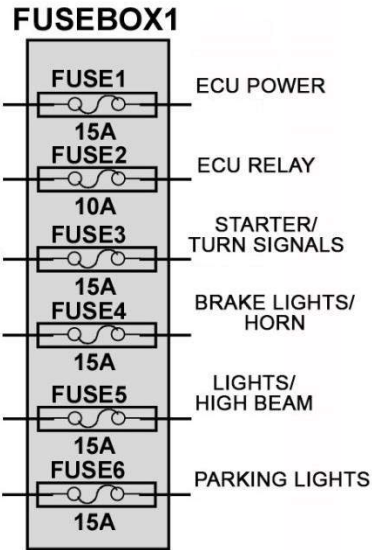 FUSEBOX1
FUSE1
ECU POWER
15A
FUSE2
ECU RELAY
10A
FUSE3
STARTER/
TURN SIGNALS
15A
FUSE4
BRAKE LIGHTS/
HORN
15A
FUSE5
LIGHTS/
HIGH BEAM
15A
FUSE6
PARKING LIGHTS
15A